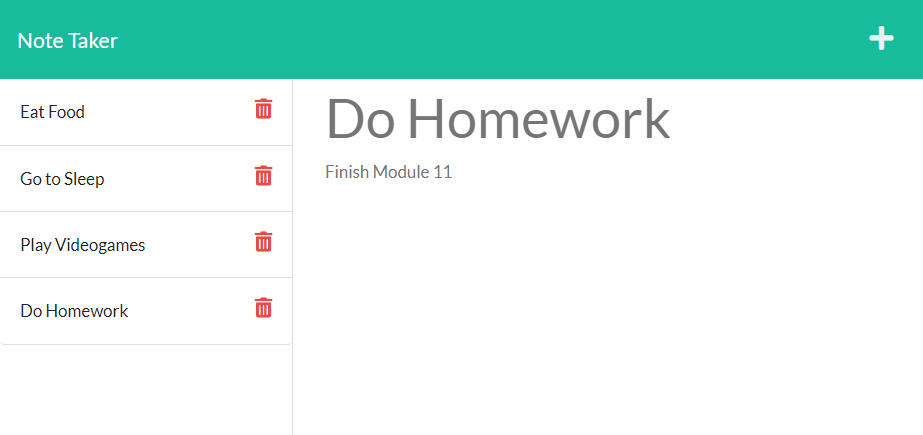 Note Taker
Eat Food
Go to Sleep
Play Videogames
Do Homework
Do Homework
Finish Module 11